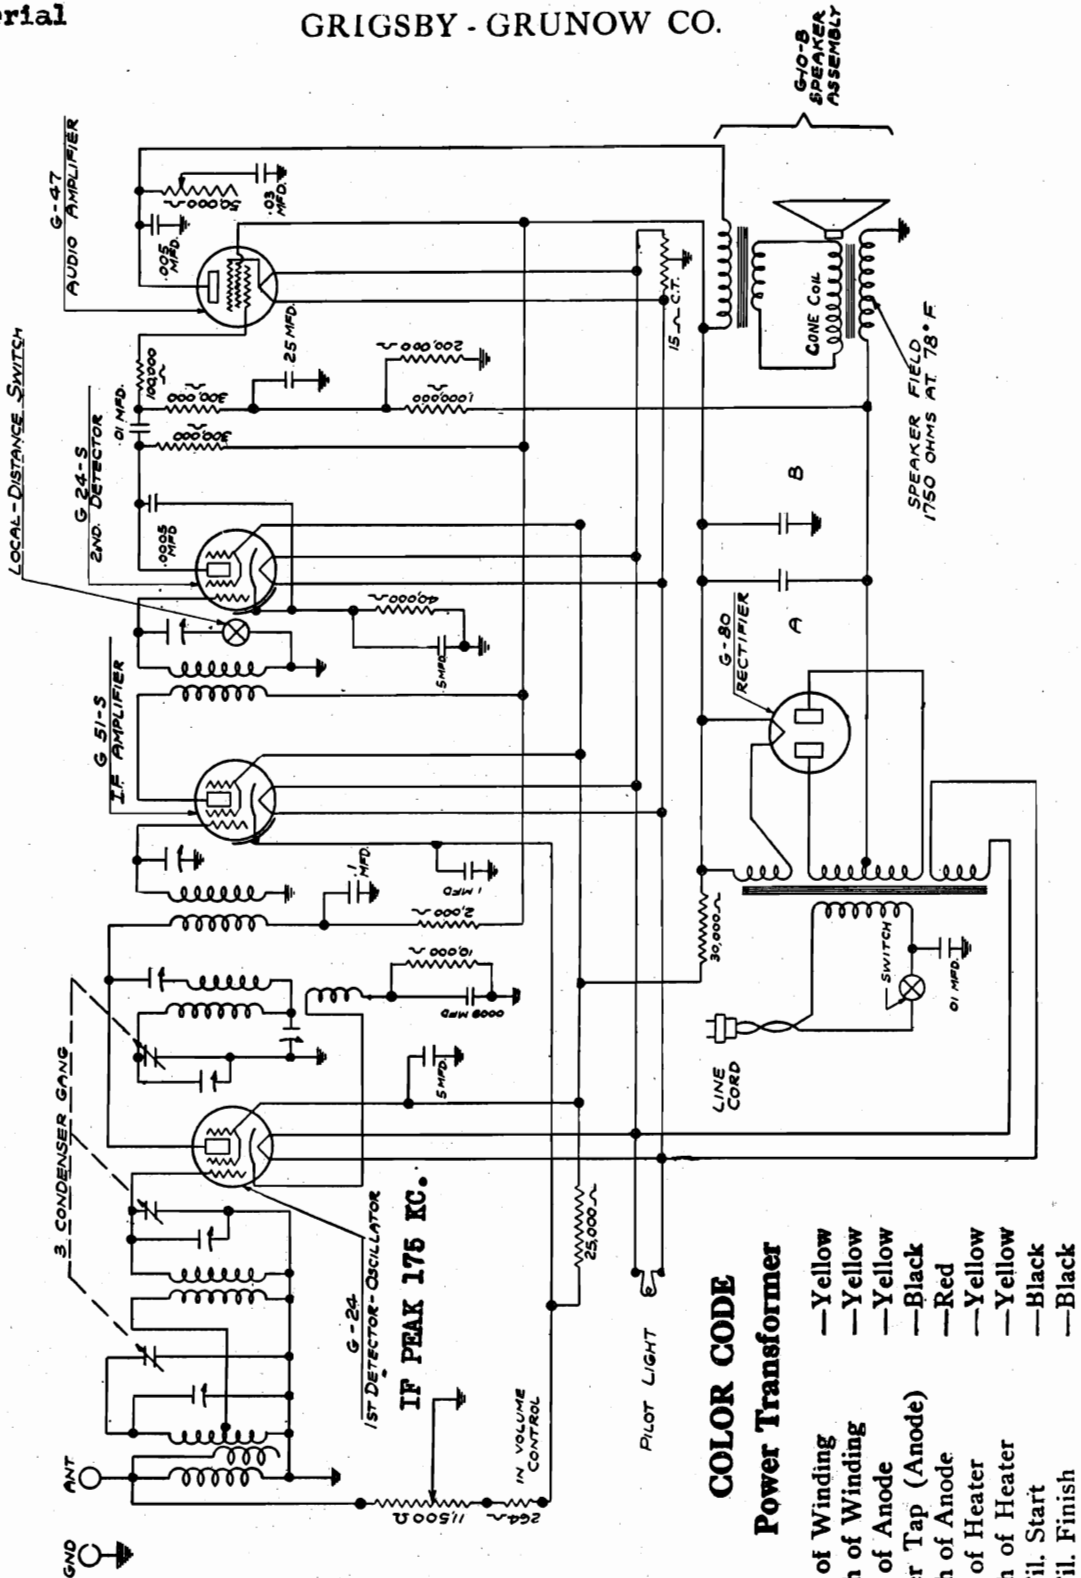 erial
GRIGSBY - GRUNOW CO.
G-10-B
SPEAKER
ASSEMBLY
G-47
AUDIO AMPLIFIER
.005
MFD.
50,000~
.03
MFD.
LOCAL-DISTANCE SWITCH
G 24-S
2ND. DETECTOR
.01 MFD.
100,000
~
300,000
~
300,000~
.25 MFD.
200,000 ~
1,000,000
~
15~ C.T.
CONE COIL
SPEAKER FIELD
1750 OHMS AT 78° F.
.0005
MFD
40,000~
.5 MFD.
A
B
G 51-S
I.F. AMPLIFIER
G-80
RECTIFIER
.1
MFD.
1 MFD
2,000 ~
10,000
~
.0008 MFD
30,000~
SWITCH
.01 MFD.
LINE
CORD
3 CONDENSER GANG
.5 MFD.
G-24
1ST DETECTOR-OSCILLATOR
IF PEAK 175 KC.
25,000~
PILOT LIGHT
IN VOLUME
CONTROL
11,500Ω
264~
ANT
GND
COLOR CODE
Power Transformer
of Winding —Yellow
n of Winding —Yellow
of Anode —Yellow
er Tap (Anode) —Black
h of Anode —Red
of Heater —Yellow
n of Heater —Yellow
il. Start —Black
il. Finish —Black